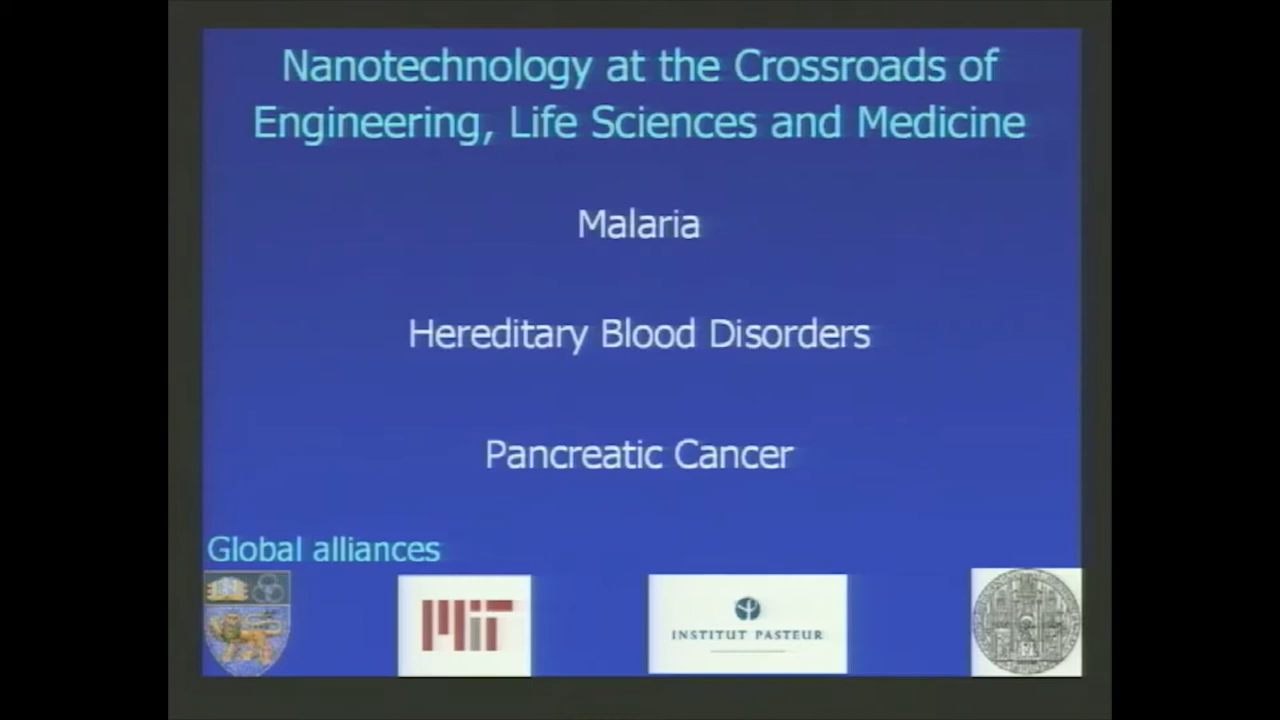 Nanotechnology at the Crossroads of
Engineering, Life Sciences and Medicine
Malaria
Hereditary Blood Disorders
Pancreatic Cancer
Global alliances
MIT
INSTITUT PASTEUR